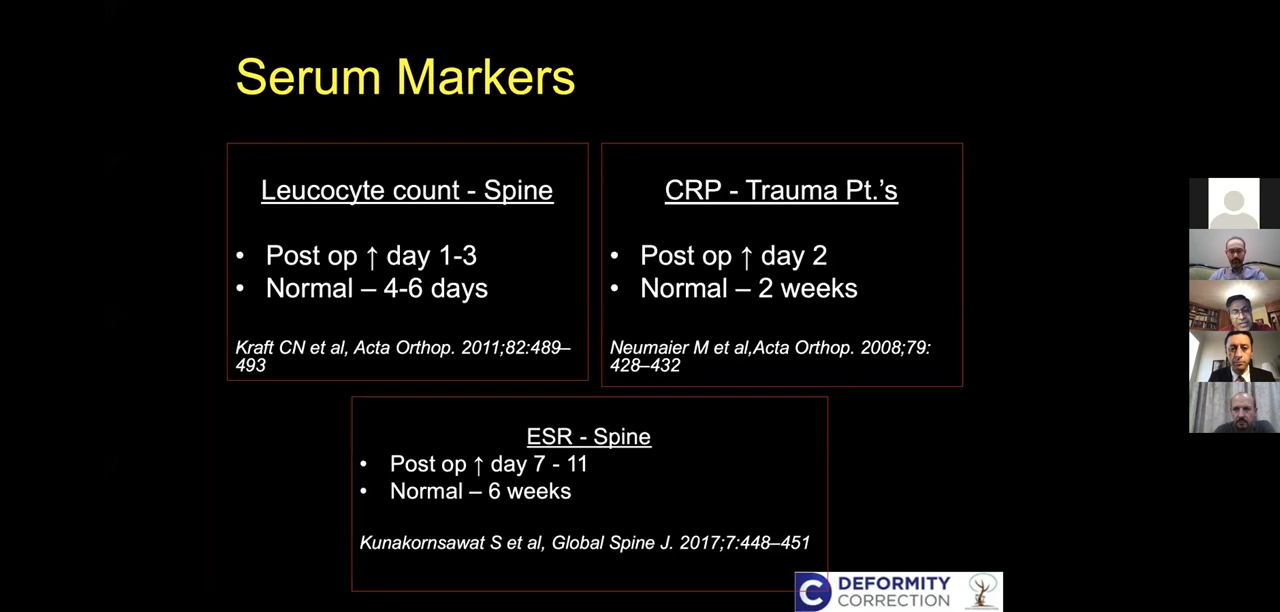 Serum Markers
Leucocyte count - Spine
• Post op ↑ day 1-3
• Normal – 4-6 days
Kraft CN et al, Acta Orthop. 2011;82:489–
493
CRP - Trauma Pt.’s
• Post op ↑ day 2
• Normal – 2 weeks
Neumaier M et al,Acta Orthop. 2008;79:
428–432
ESR - Spine
• Post op ↑ day 7 - 11
• Normal – 6 weeks
Kunakornsawat S et al, Global Spine J. 2017;7:448–451
C DEFORMITY
CORRECTION